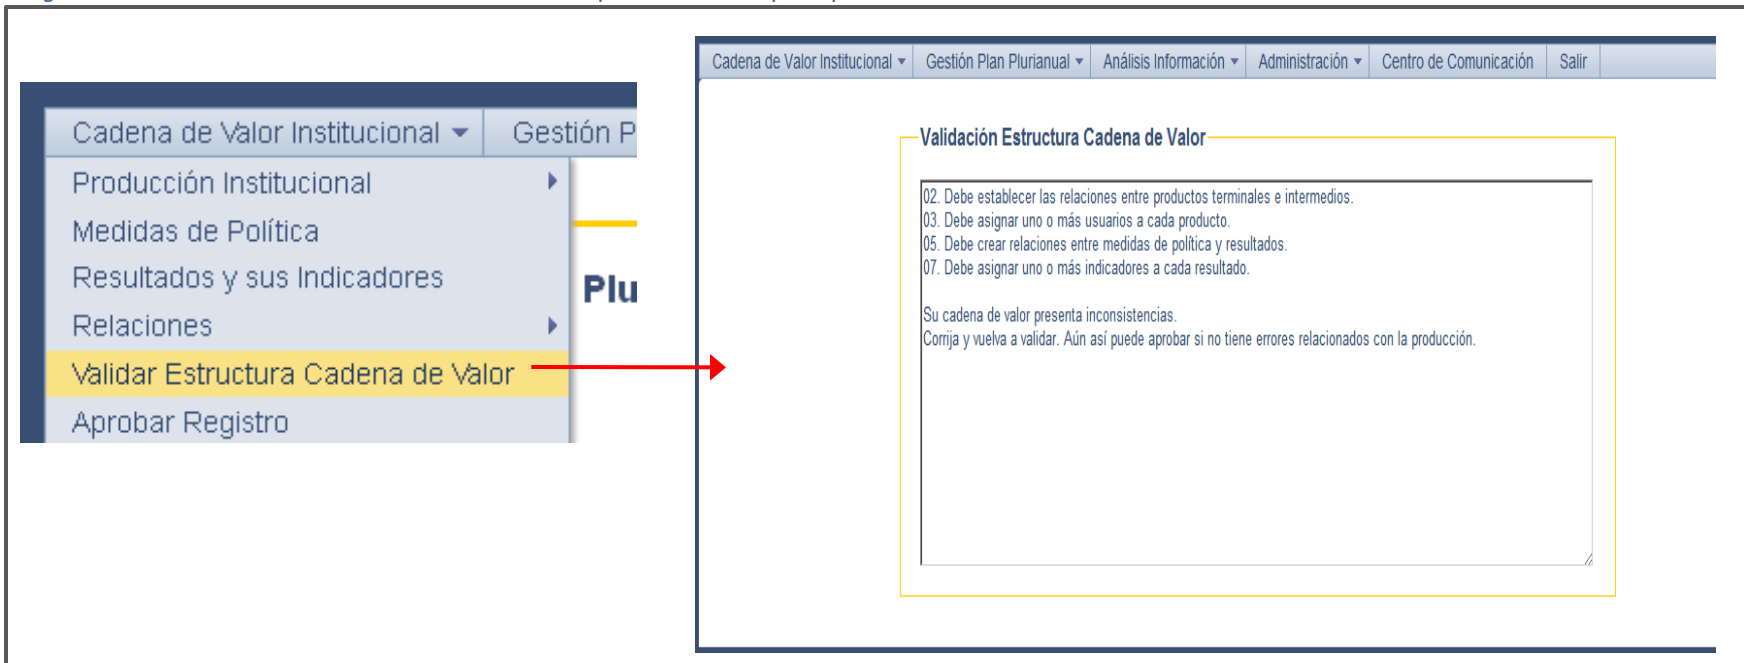 Cadena de Valor Institucional Gestión P
Producción Institucional
Medidas de Política
Resultados y sus Indicadores
Plu
Relaciones
Validar Estructura Cadena de Valor
Aprobar Registro
Cadena de Valor Institucional Gestión Plan Plurianual Análisis Información Administración Centro de Comunicación Salir
Validación Estructura Cadena de Valor
02. Debe establecer las relaciones entre productos terminales e intermedios.
03. Debe asignar uno o más usuarios a cada producto.
05. Debe crear relaciones entre medidas de política y resultados.
07. Debe asignar uno o más indicadores a cada resultado.
Su cadena de valor presenta inconsistencias.
Corrija y vuelva a validar. Aún así puede aprobar si no tiene errores relacionados con la producción.